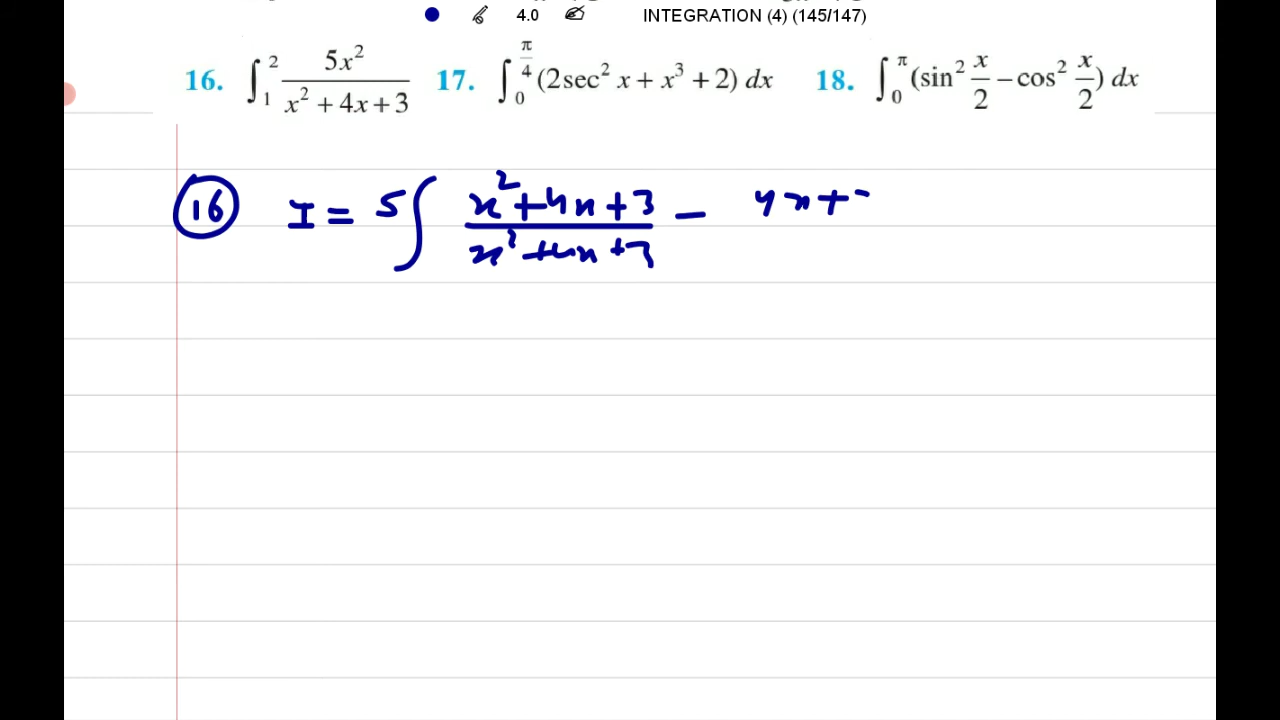 4.0 INTEGRATION (4) (145/147)
16. ∫₁² 5x²/(x² + 4x + 3) 17. ∫₀^(π/4) (2sec² x + x³ + 2) dx 18. ∫₀^π (sin² x/2 − cos² x/2) dx
16 I = 5∫ (x² + 4x + 3)/(x² + 4x + 3) − 4x +